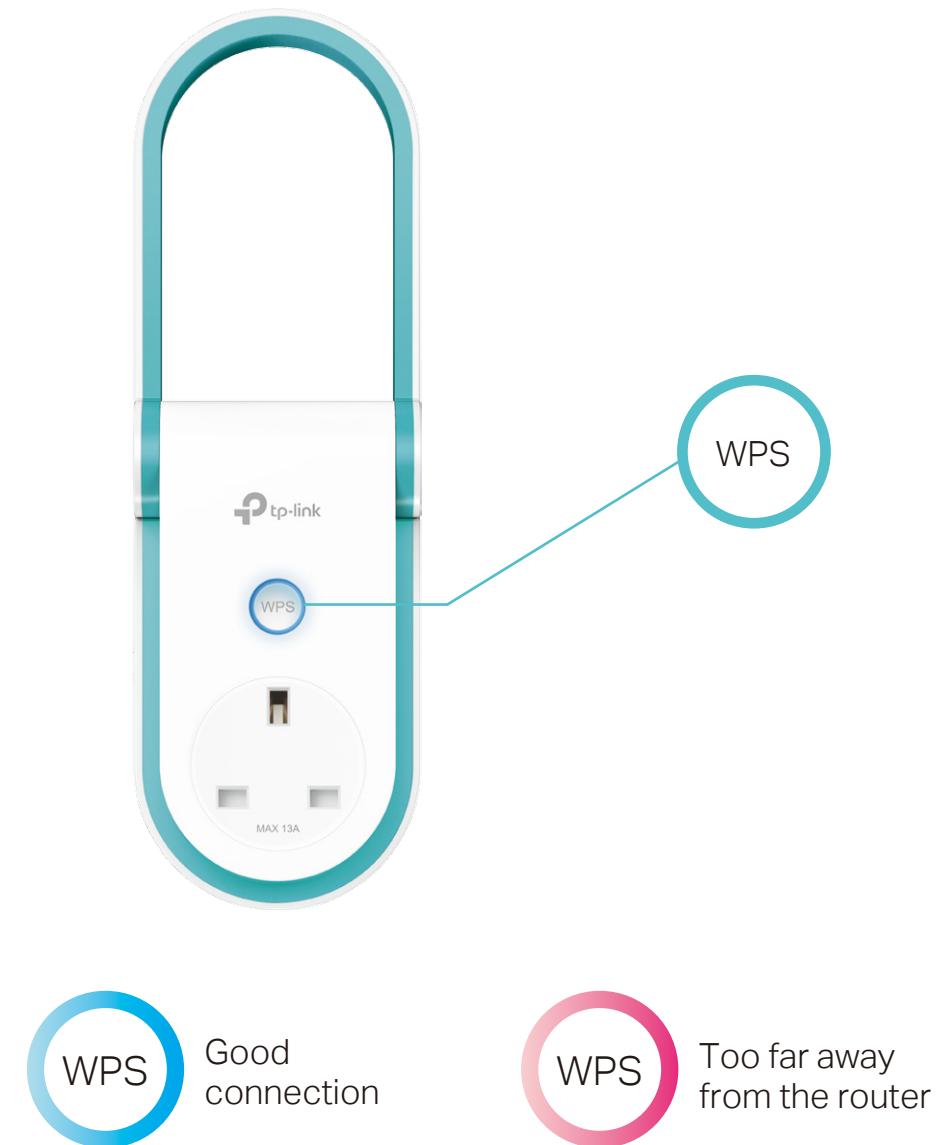 WPS
tp-link
WPS
MAX 13A
WPS
Good
connection
WPS
Too far away
from the router